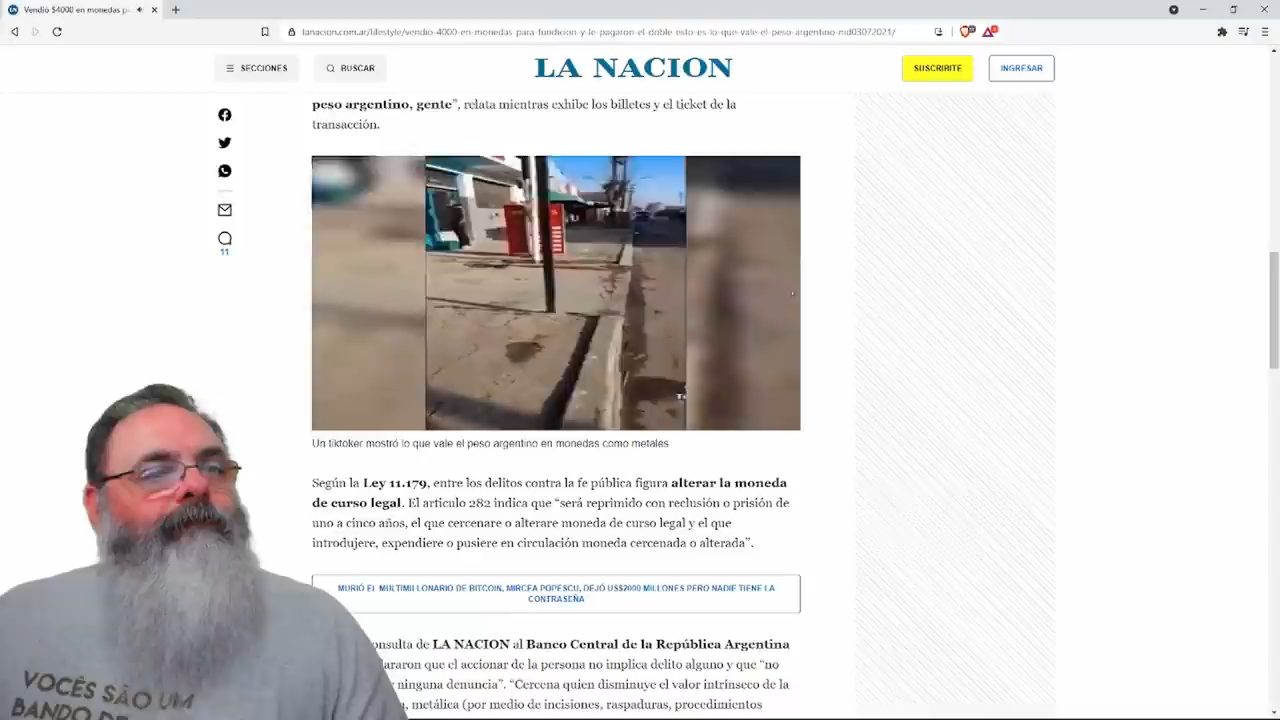 Vendió $4000 en monedas p
lanacion.com.ar/lifestyle/vendio-4000-en-monedas-para-fundicion-y-le-pagaron-el-doble-esto-es-lo-que-vale-el-peso-argentino-nid03072021/
SECCIONES
BUSCAR
LA NACION
SUSCRIBITE
INGRESAR
peso argentino, gente”, relata mientras exhibe los billetes y el ticket de la
transacción.
11
Un tiktoker mostró lo que vale el peso argentino en monedas como metales
Según la Ley 11.179, entre los delitos contra la fe pública figura alterar la moneda
de curso legal. El artículo 282 indica que “será reprimido con reclusión o prisión de
uno a cinco años, el que cercenare o alterare moneda de curso legal y el que
introdujere, expendiere o pusiere en circulación moneda cercenada o alterada”.
MURIÓ EL MULTIMILLONARIO DE BITCOIN, MIRCEA POPESCU, DEJÓ US$2000 MILLONES PERO NADIE TIENE LA
CONTRASEÑA
onsulta de LA NACION al Banco Central de la República Argentina
araron que el accionar de la persona no implica delito alguno y que “no
ninguna denuncia”. “Cercena quien disminuye el valor intrínseco de la
, metálica (por medio de incisiones, raspaduras, procedimientos
VOCÊS SÃO UM
BANDO DE